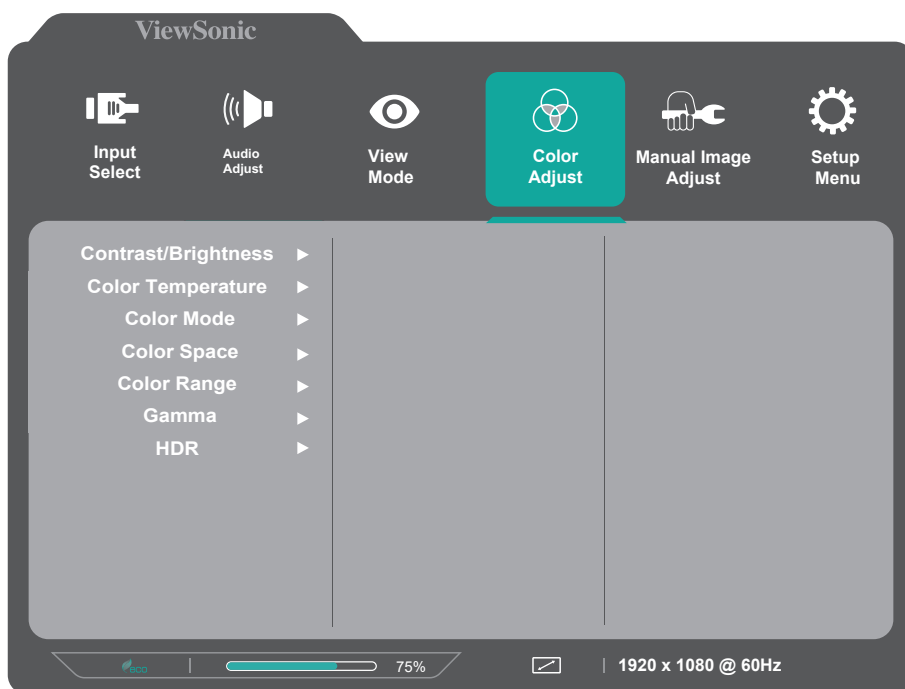 ViewSonic
Input
Select
Audio
Adjust
View
Mode
Color
Adjust
Manual Image
Adjust
Setup
Menu
Contrast/Brightness
Color Temperature
Color Mode
Color Space
Color Range
Gamma
HDR
eco
75%
1920 x 1080 @ 60Hz